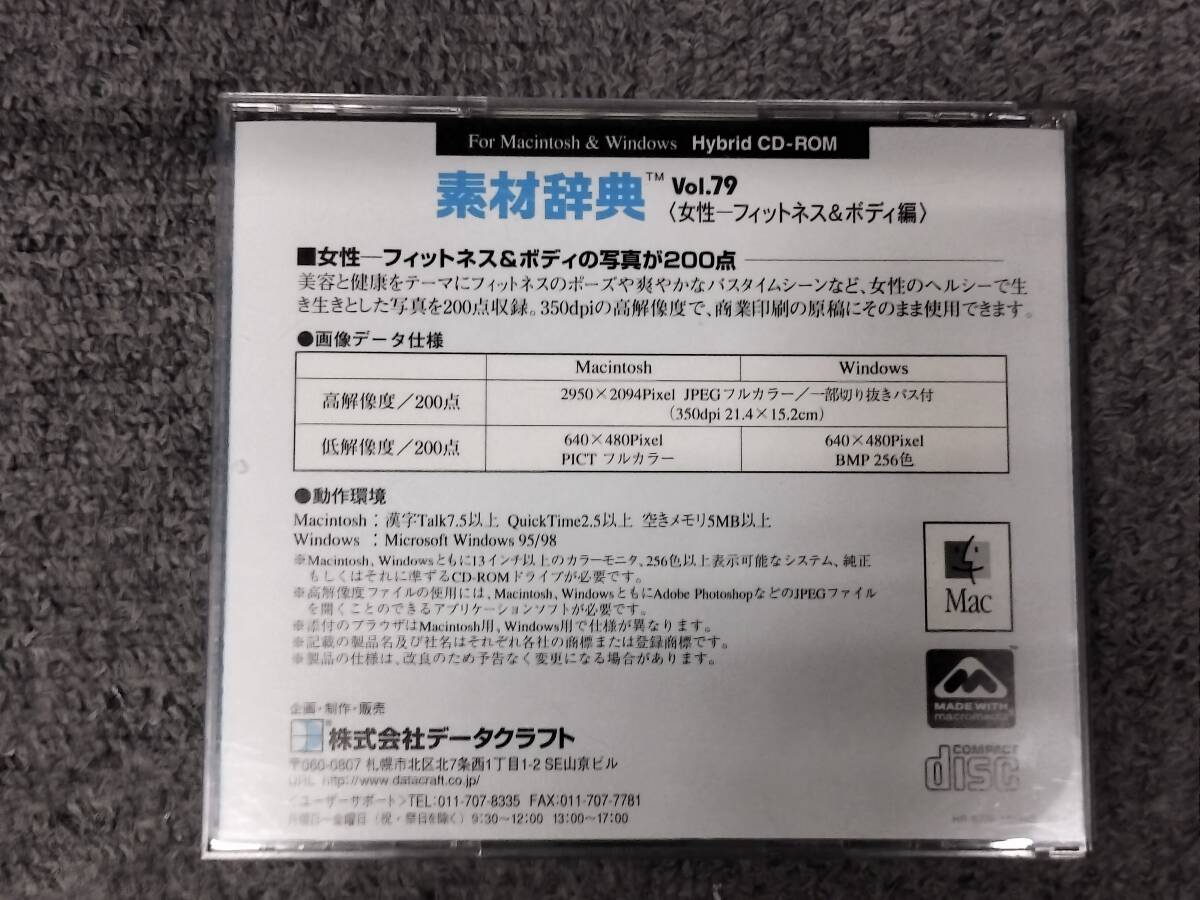 For Macintosh & Windows Hybrid CD-ROM
素材辞典™ Vol.79
〈女性─フィットネス&ボディ編〉
■女性─フィットネス&ボディの写真が200点
美容と健康をテーマにフィットネスのポーズや爽やかなバスタイムシーンなど、女性のヘルシーで生
き生きとした写真を200点収録。350dpiの高解像度で、商業印刷の原稿にそのまま使用できます。
●画像データ仕様
Macintosh Windows
高解像度/200点 2950×2094Pixel JPEGフルカラー/一部切り抜きパス付
(350dpi 21.4×15.2cm)
低解像度/200点 640×480Pixel PICT フルカラー 640×480Pixel BMP 256色
●動作環境
Macintosh:漢字Talk7.5以上 QuickTime2.5以上 空きメモリ5MB以上
Windows :Microsoft Windows 95/98
※Macintosh、Windowsともに13インチ以上のカラーモニタ、256色以上表示可能なシステム、純正
もしくはそれに準ずるCD-ROMドライブが必要です。
※高解像度ファイルの使用には、Macintosh、WindowsともにAdobe PhotoshopなどのJPEGファイル
を開くことのできるアプリケーションソフトが必要です。
※添付のブラウザはMacintosh用、Windows用で仕様が異なります。
※記載の製品名及び社名はそれぞれ各社の商標または登録商標です。
※製品の仕様は、改良のため予告なく変更になる場合があります。
Mac
MADE WITH
macromedia
企画・制作・販売
株式会社データクラフト
〒060-0807 札幌市北区北7条西1丁目1-2 SE山京ビル
URL http://www.datacraft.co.jp/
<ユーザーサポート>TEL:011-707-8335 FAX:011-707-7781
月曜日～金曜日(祝・祭日を除く) 9:30～12:00 13:00～17:00
COMPACT
disc